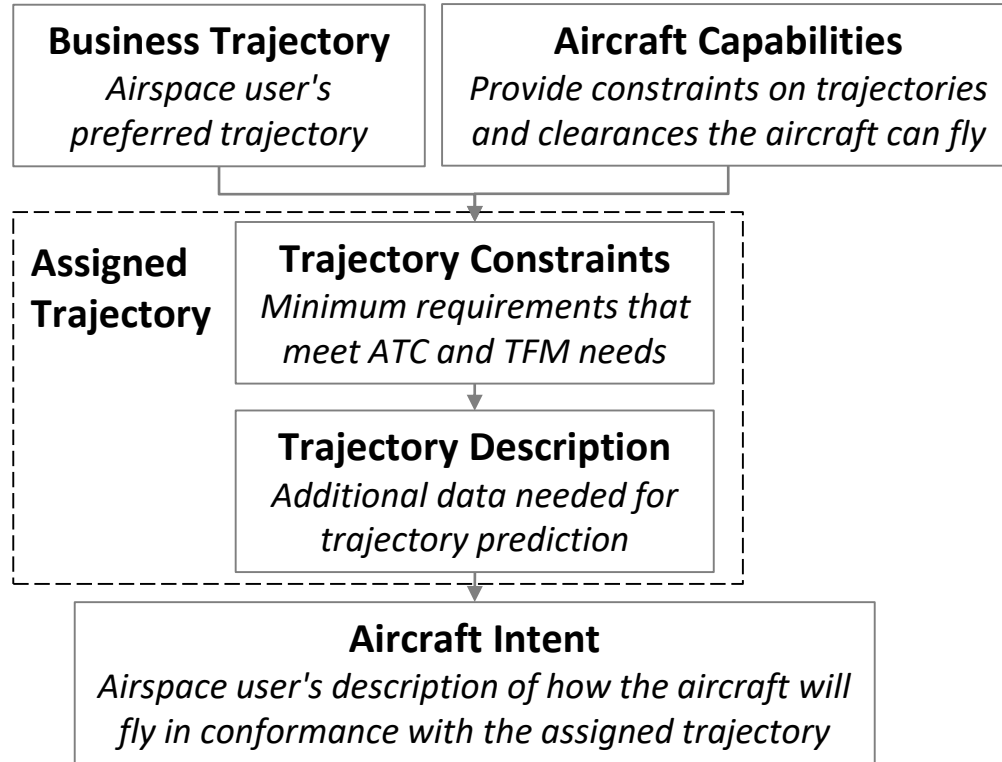 Business Trajectory
Airspace user's
preferred trajectory
Aircraft Capabilities
Provide constraints on trajectories
and clearances the aircraft can fly
Assigned
Trajectory
Trajectory Constraints
Minimum requirements that
meet ATC and TFM needs
Trajectory Description
Additional data needed for
trajectory prediction
Aircraft Intent
Airspace user's description of how the aircraft will
fly in conformance with the assigned trajectory